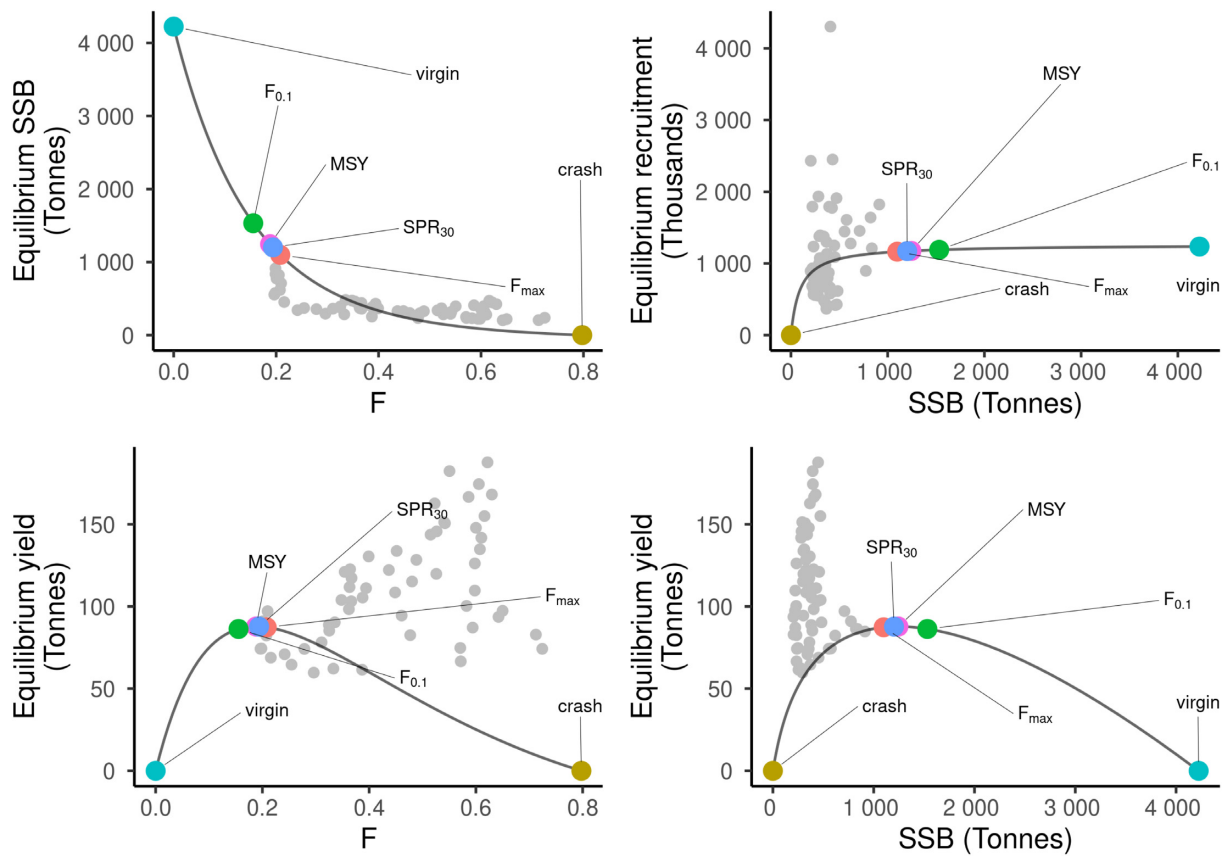 Equilibrium SSB
(Tonnes)
4 000
3 000
2 000
1 000
0
virgin
F0.1
MSY
crash
SPR30
Fmax
0.0 0.2 0.4 0.6 0.8
F
Equilibrium recruitment
(Thousands)
4 000
3 000
2 000
1 000
0
MSY
F0.1
SPR30
virgin
crash
Fmax
0 1 000 2 000 3 000 4 000
SSB (Tonnes)
Equilibrium yield
(Tonnes)
150
100
50
0
SPR30
MSY
Fmax
F0.1
virgin
crash
0.0 0.2 0.4 0.6 0.8
F
Equilibrium yield
(Tonnes)
150
100
50
0
MSY
SPR30
F0.1
crash
Fmax
virgin
0 1 000 2 000 3 000 4 000
SSB (Tonnes)